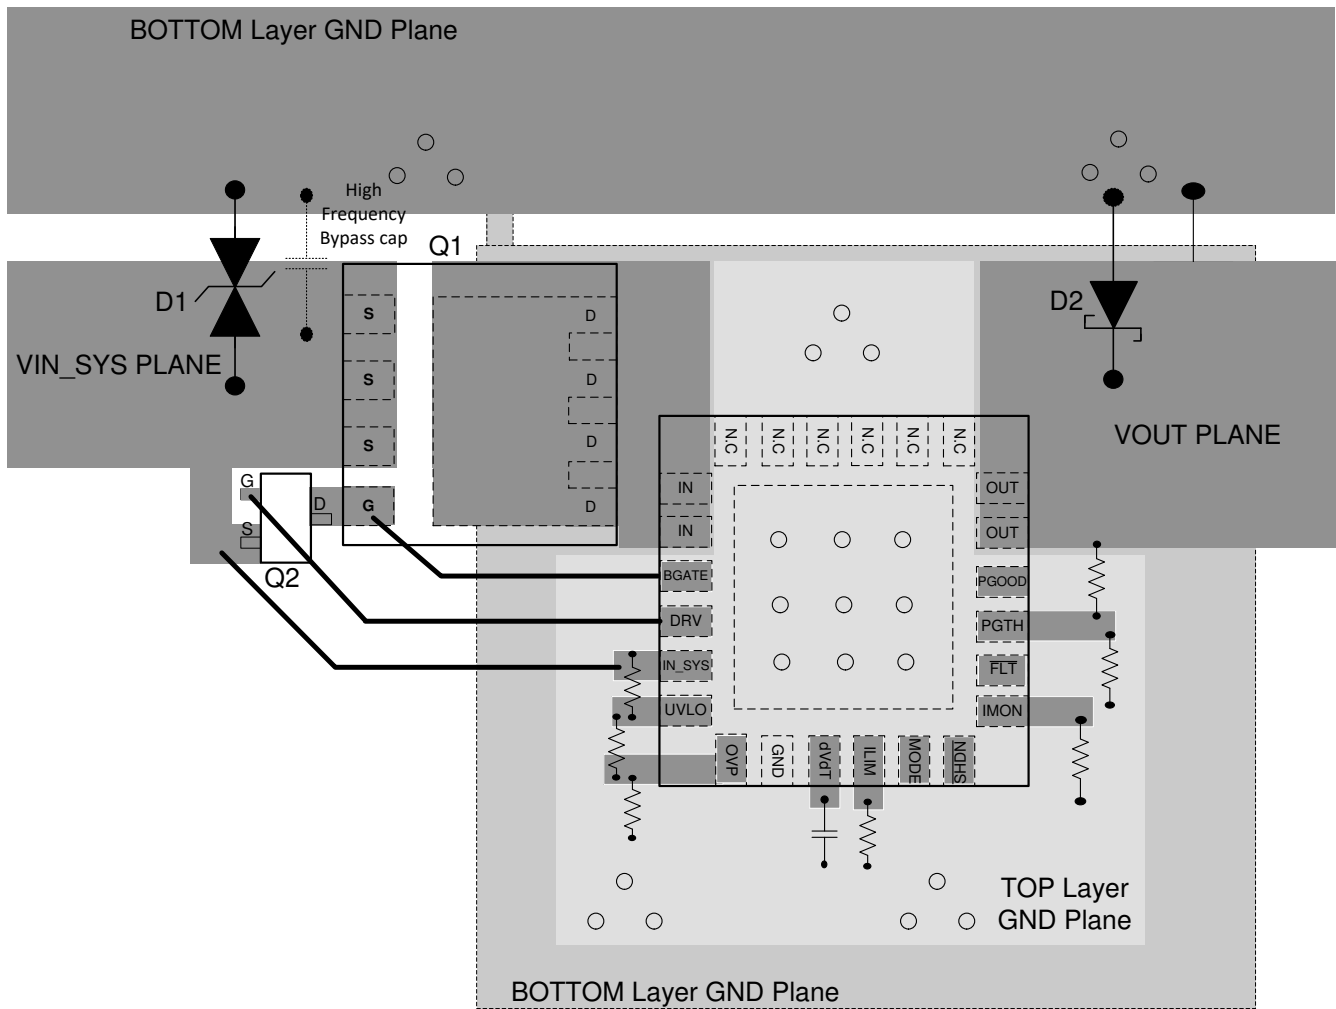 BOTTOM Layer GND Plane
High
Frequency
Bypass cap
Q1
D1
D2
S
D
VIN_SYS PLANE
S
D
VOUT PLANE
N.C
N.C
N.C
N.C
N.C
N.C
S
D
G
IN
OUT
D
G
D
S
IN
OUT
Q2
BGATE
PGOOD
DRV
PGTH
IN_SYS
FLT
UVLO
IMON
OVP
GND
dVdT
ILIM
MODE
SHDN
TOP Layer
GND Plane
BOTTOM Layer GND Plane